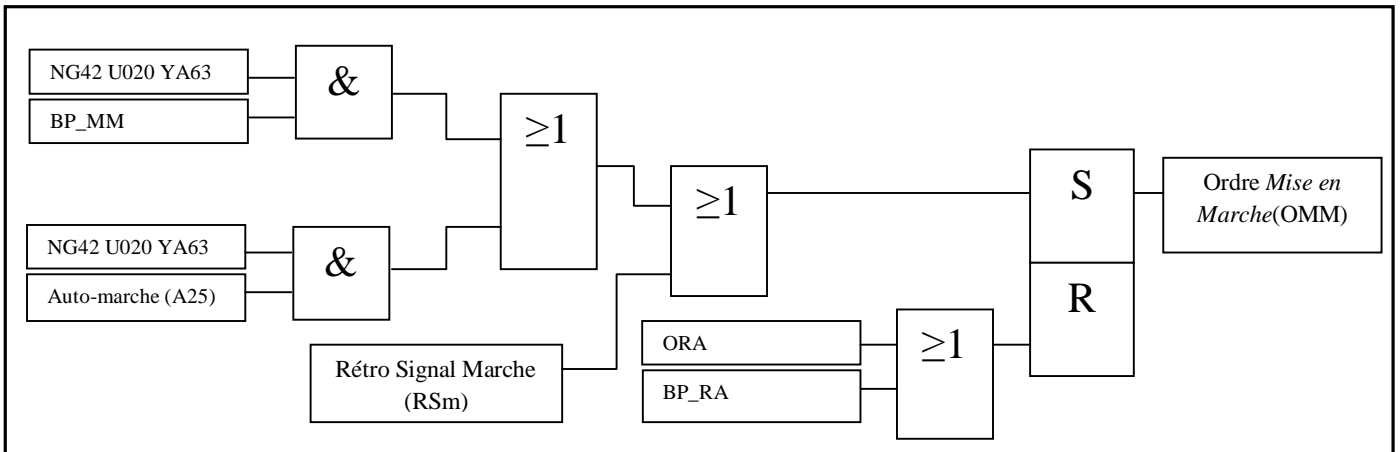 NG42 U020 YA63
BP_MM
&
≥1
≥1
S
Ordre Mise en
Marche(OMM)
NG42 U020 YA63
Auto-marche (A25)
&
R
ORA
BP_RA
≥1
Rétro Signal Marche
(RSm)